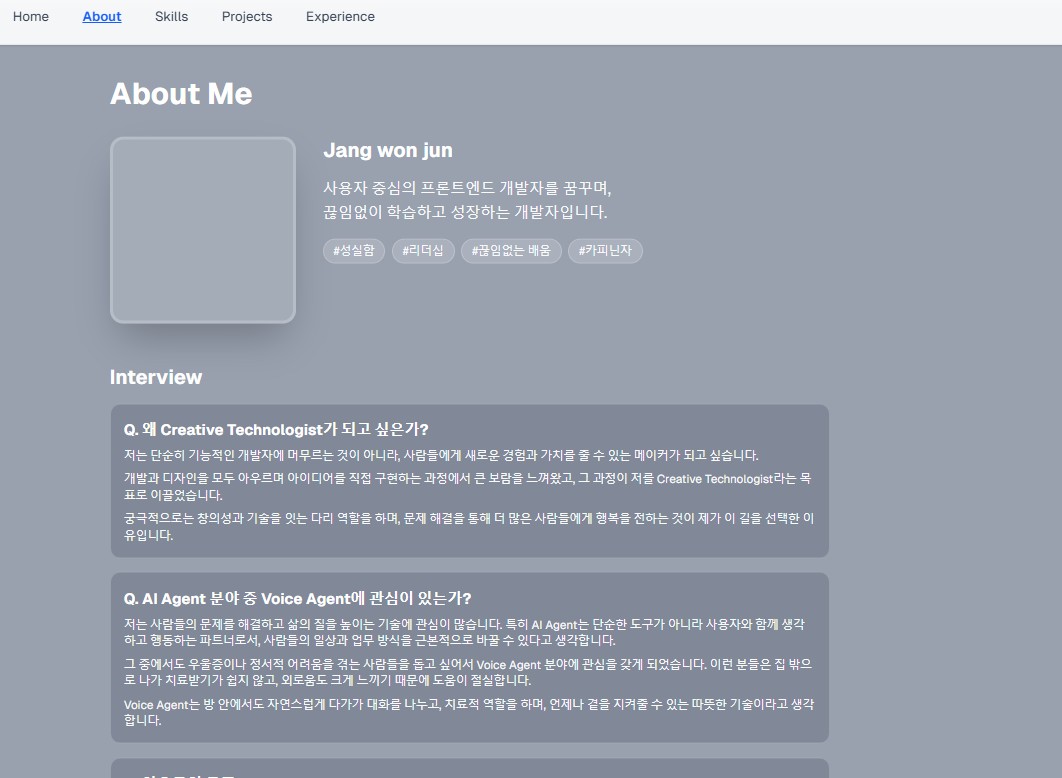 Home About Skills Projects Experience
About Me
Jang won jun
사용자 중심의 프론트엔드 개발자를 꿈꾸며,
끊임없이 학습하고 성장하는 개발자입니다.
#성실함 #리더십 #끊임없는 배움 #카피닌자
Interview
Q. 왜 Creative Technologist가 되고 싶은가?
저는 단순히 기능적인 개발자에 머무르는 것이 아니라, 사람들에게 새로운 경험과 가치를 줄 수 있는 메이커가 되고 싶습니다.
개발과 디자인을 모두 아우르며 아이디어를 직접 구현하는 과정에서 큰 보람을 느껴왔고, 그 과정이 저를 Creative Technologist라는 목
표로 이끌었습니다.
궁극적으로는 창의성과 기술을 잇는 다리 역할을 하며, 문제 해결을 통해 더 많은 사람들에게 행복을 전하는 것이 제가 이 길을 선택한 이
유입니다.
Q. AI Agent 분야 중 Voice Agent에 관심이 있는가?
저는 사람들의 문제를 해결하고 삶의 질을 높이는 기술에 관심이 많습니다. 특히 AI Agent는 단순한 도구가 아니라 사용자와 함께 생각
하고 행동하는 파트너로서, 사람들의 일상과 업무 방식을 근본적으로 바꿀 수 있다고 생각합니다.
그 중에서도 우울증이나 정서적 어려움을 겪는 사람들을 돕고 싶어서 Voice Agent 분야에 관심을 갖게 되었습니다. 이런 분들은 집 밖으
로 나가 치료받기가 쉽지 않고, 외로움도 크게 느끼기 때문에 도움이 절실합니다.
Voice Agent는 방 안에서도 자연스럽게 다가가 대화를 나누고, 치료적 역할을 하며, 언제나 곁을 지켜줄 수 있는 따뜻한 기술이라고 생각
합니다.